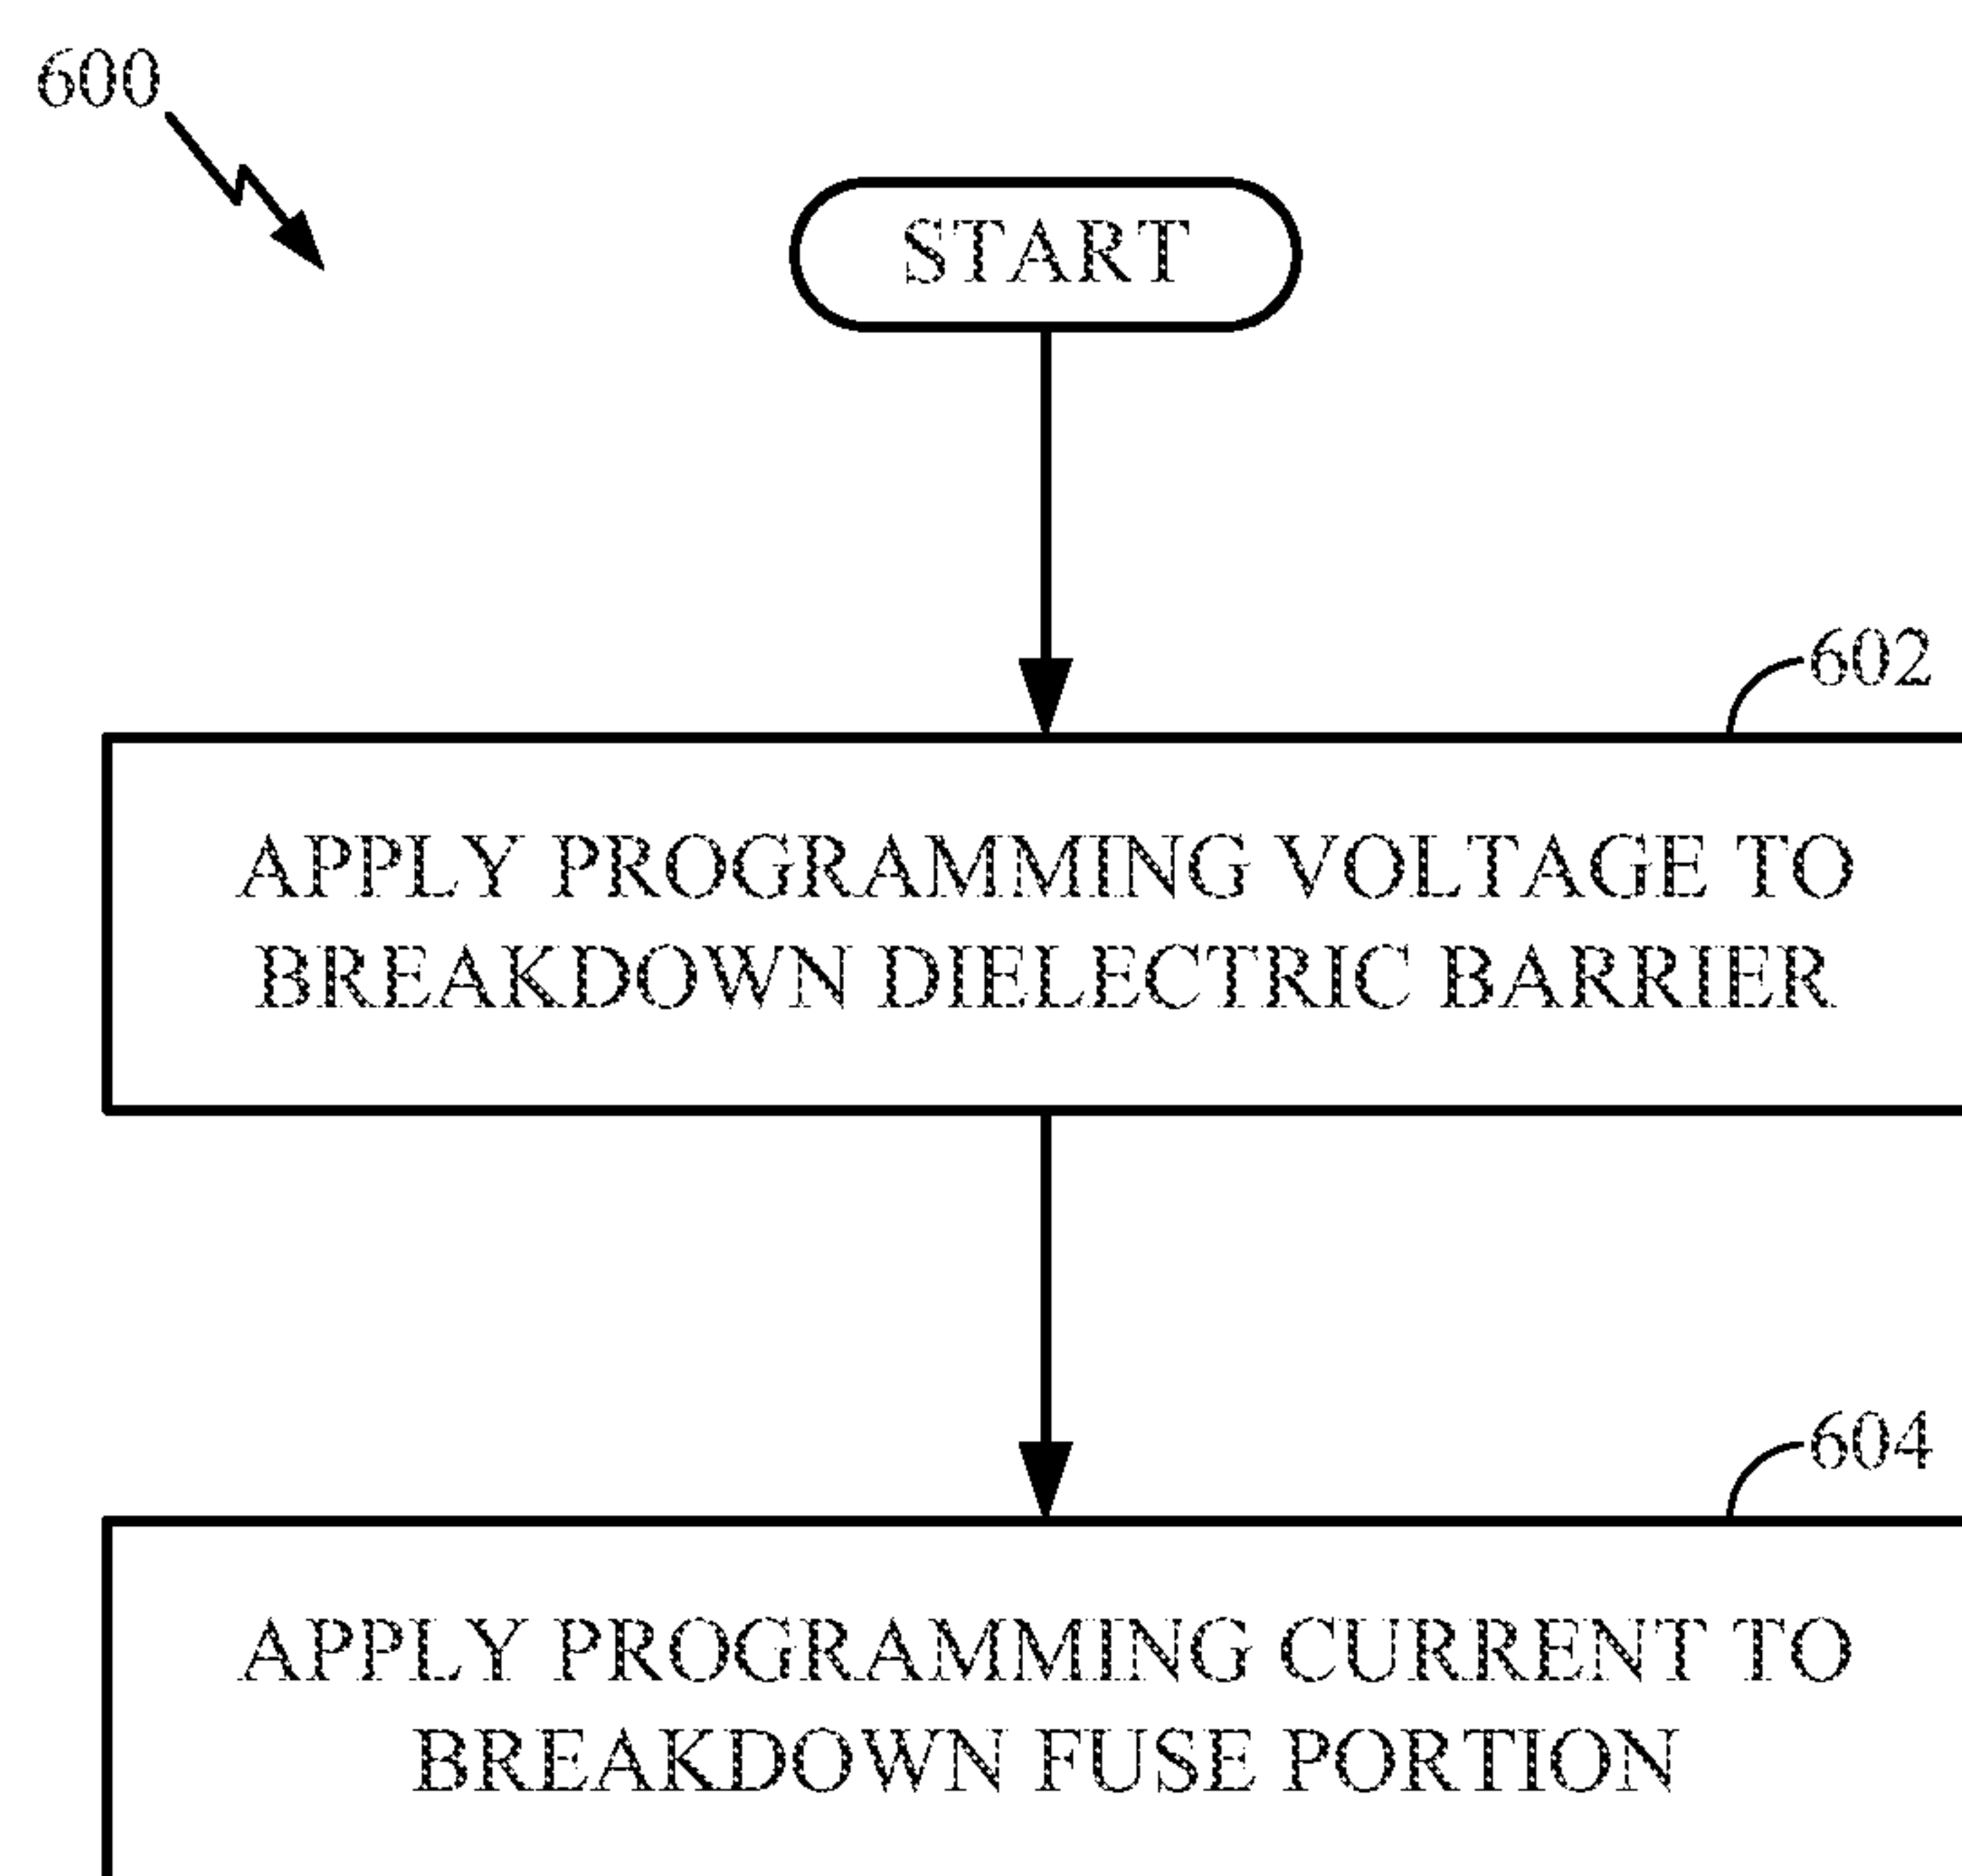 600
START
602
APPLY PROGRAMMING VOLTAGE TO
BREAKDOWN DIELECTRIC BARRIER
604
APPLY PROGRAMMING CURRENT TO
BREAKDOWN FUSE PORTION